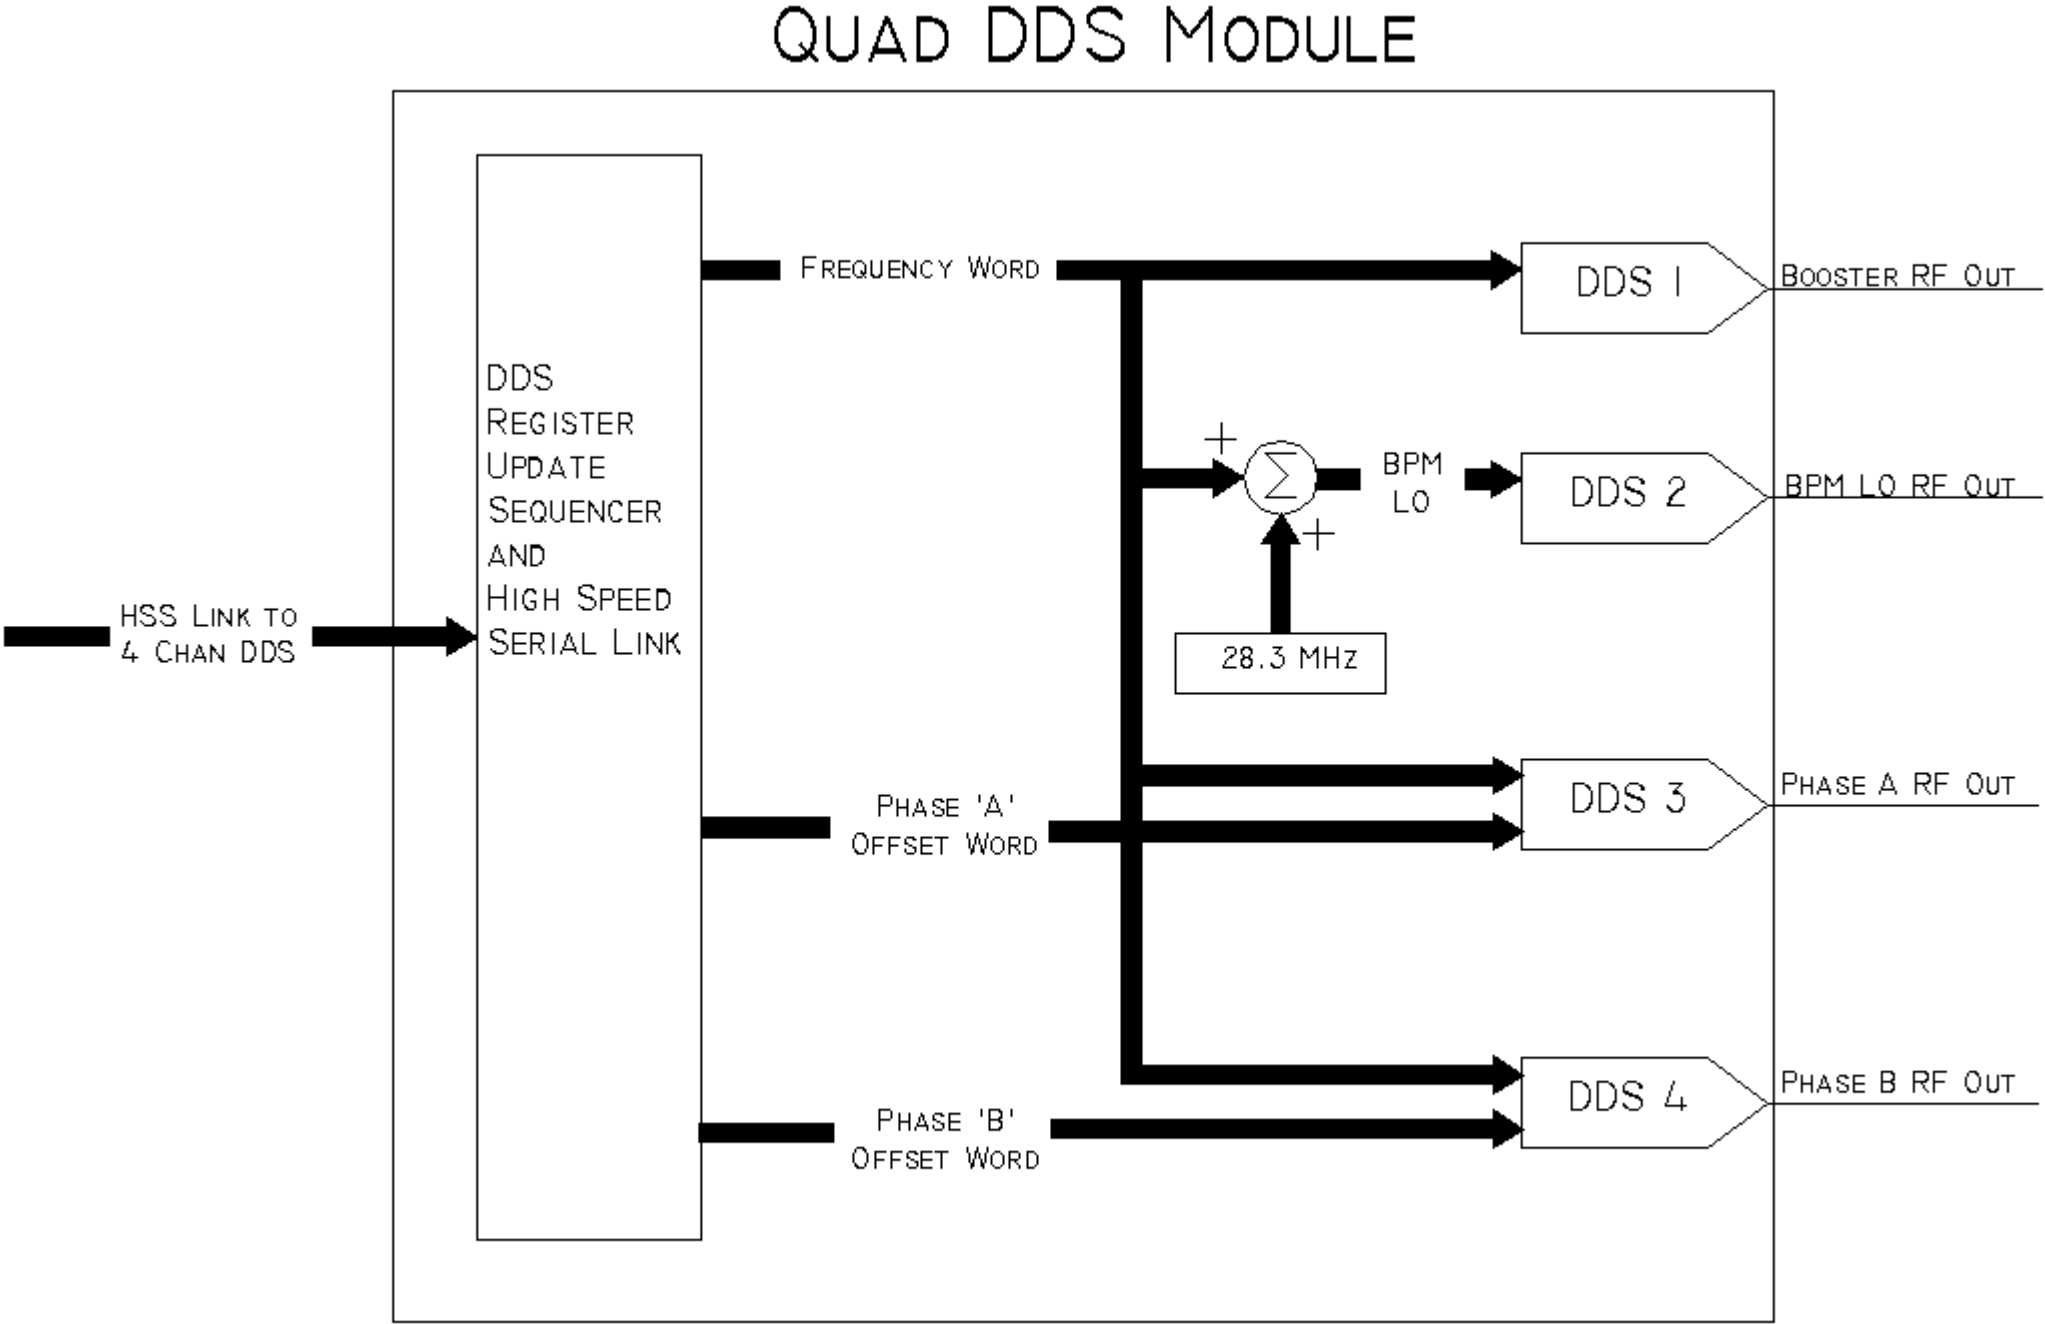 QUAD DDS MODULE
HSS LINK TO
4 CHAN DDS
DDS
REGISTER
UPDATE
SEQUENCER
AND
HIGH SPEED
SERIAL LINK
FREQUENCY WORD
DDS 1
BOOSTER RF OUT
+
Σ
+
BPM
LO
DDS 2
BPM LO RF OUT
28.3 MHz
PHASE 'A'
OFFSET WORD
DDS 3
PHASE A RF OUT
PHASE 'B'
OFFSET WORD
DDS 4
PHASE B RF OUT